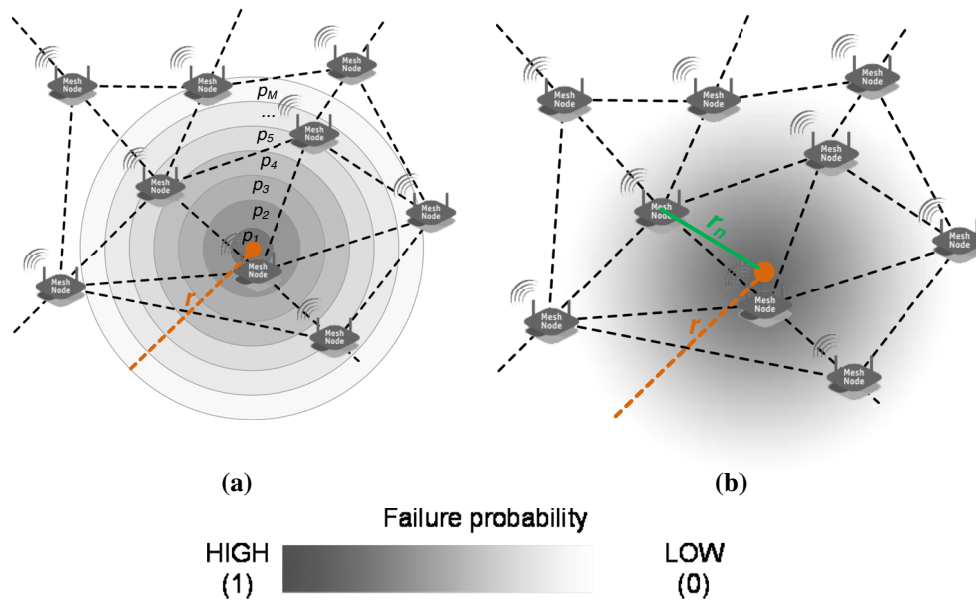 Mesh
Node
Mesh
Node
Mesh
Node
p_M
...
Mesh
Node
p_5
p_4
Mesh
Node
p_3
p_2
Mesh
Node
p_1
Mesh
Node
Mesh
Node
r
Mesh
Node
Mesh
Node
Mesh
Node
Mesh
Node
Mesh
Node
Mesh
Node
r_n
Mesh
Node
Mesh
Node
Mesh
Node
r
Mesh
Node
(a)
(b)
Failure probability
HIGH
(1)
LOW
(0)